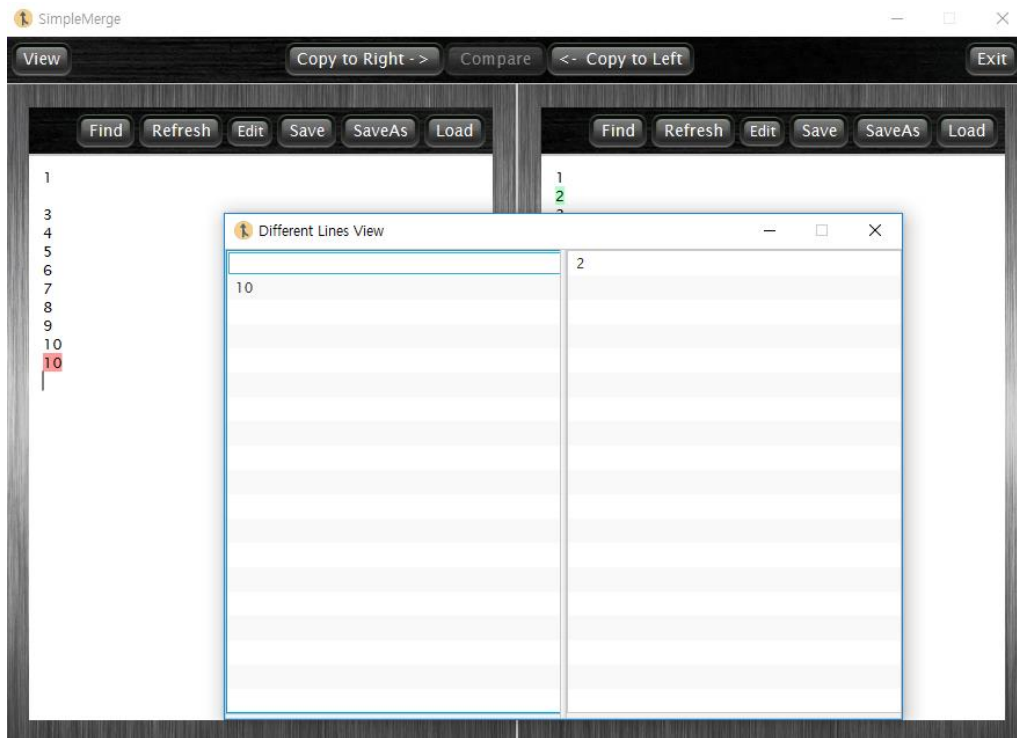 SimpleMerge
View Copy to Right -> Compare <- Copy to Left Exit
Find Refresh Edit Save SaveAs Load
Find Refresh Edit Save SaveAs Load
1
3
4
5
6
7
8
9
10
10
1
2
Different Lines View
10
2